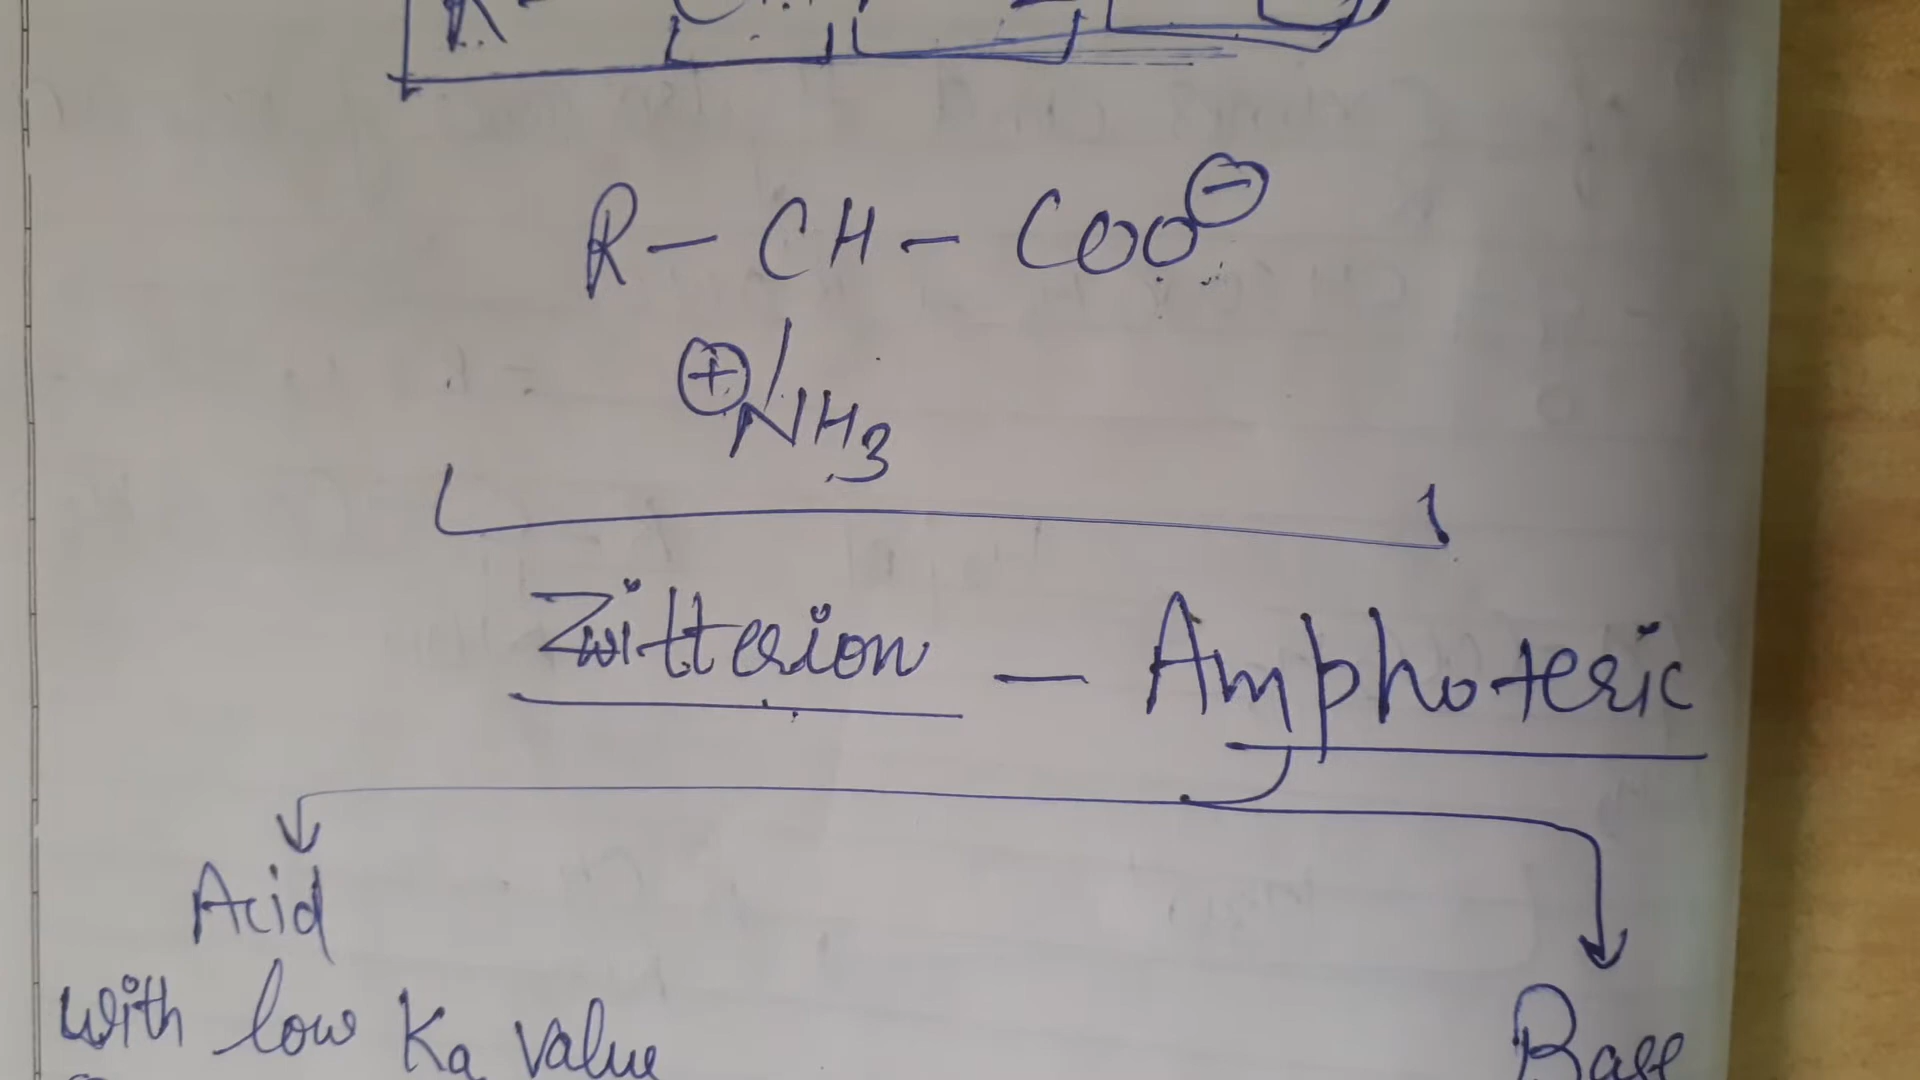 R - CH - COO⊖
⊕NH3
Zwitterion - Amphoteric
Acid
with low Ka value
Base